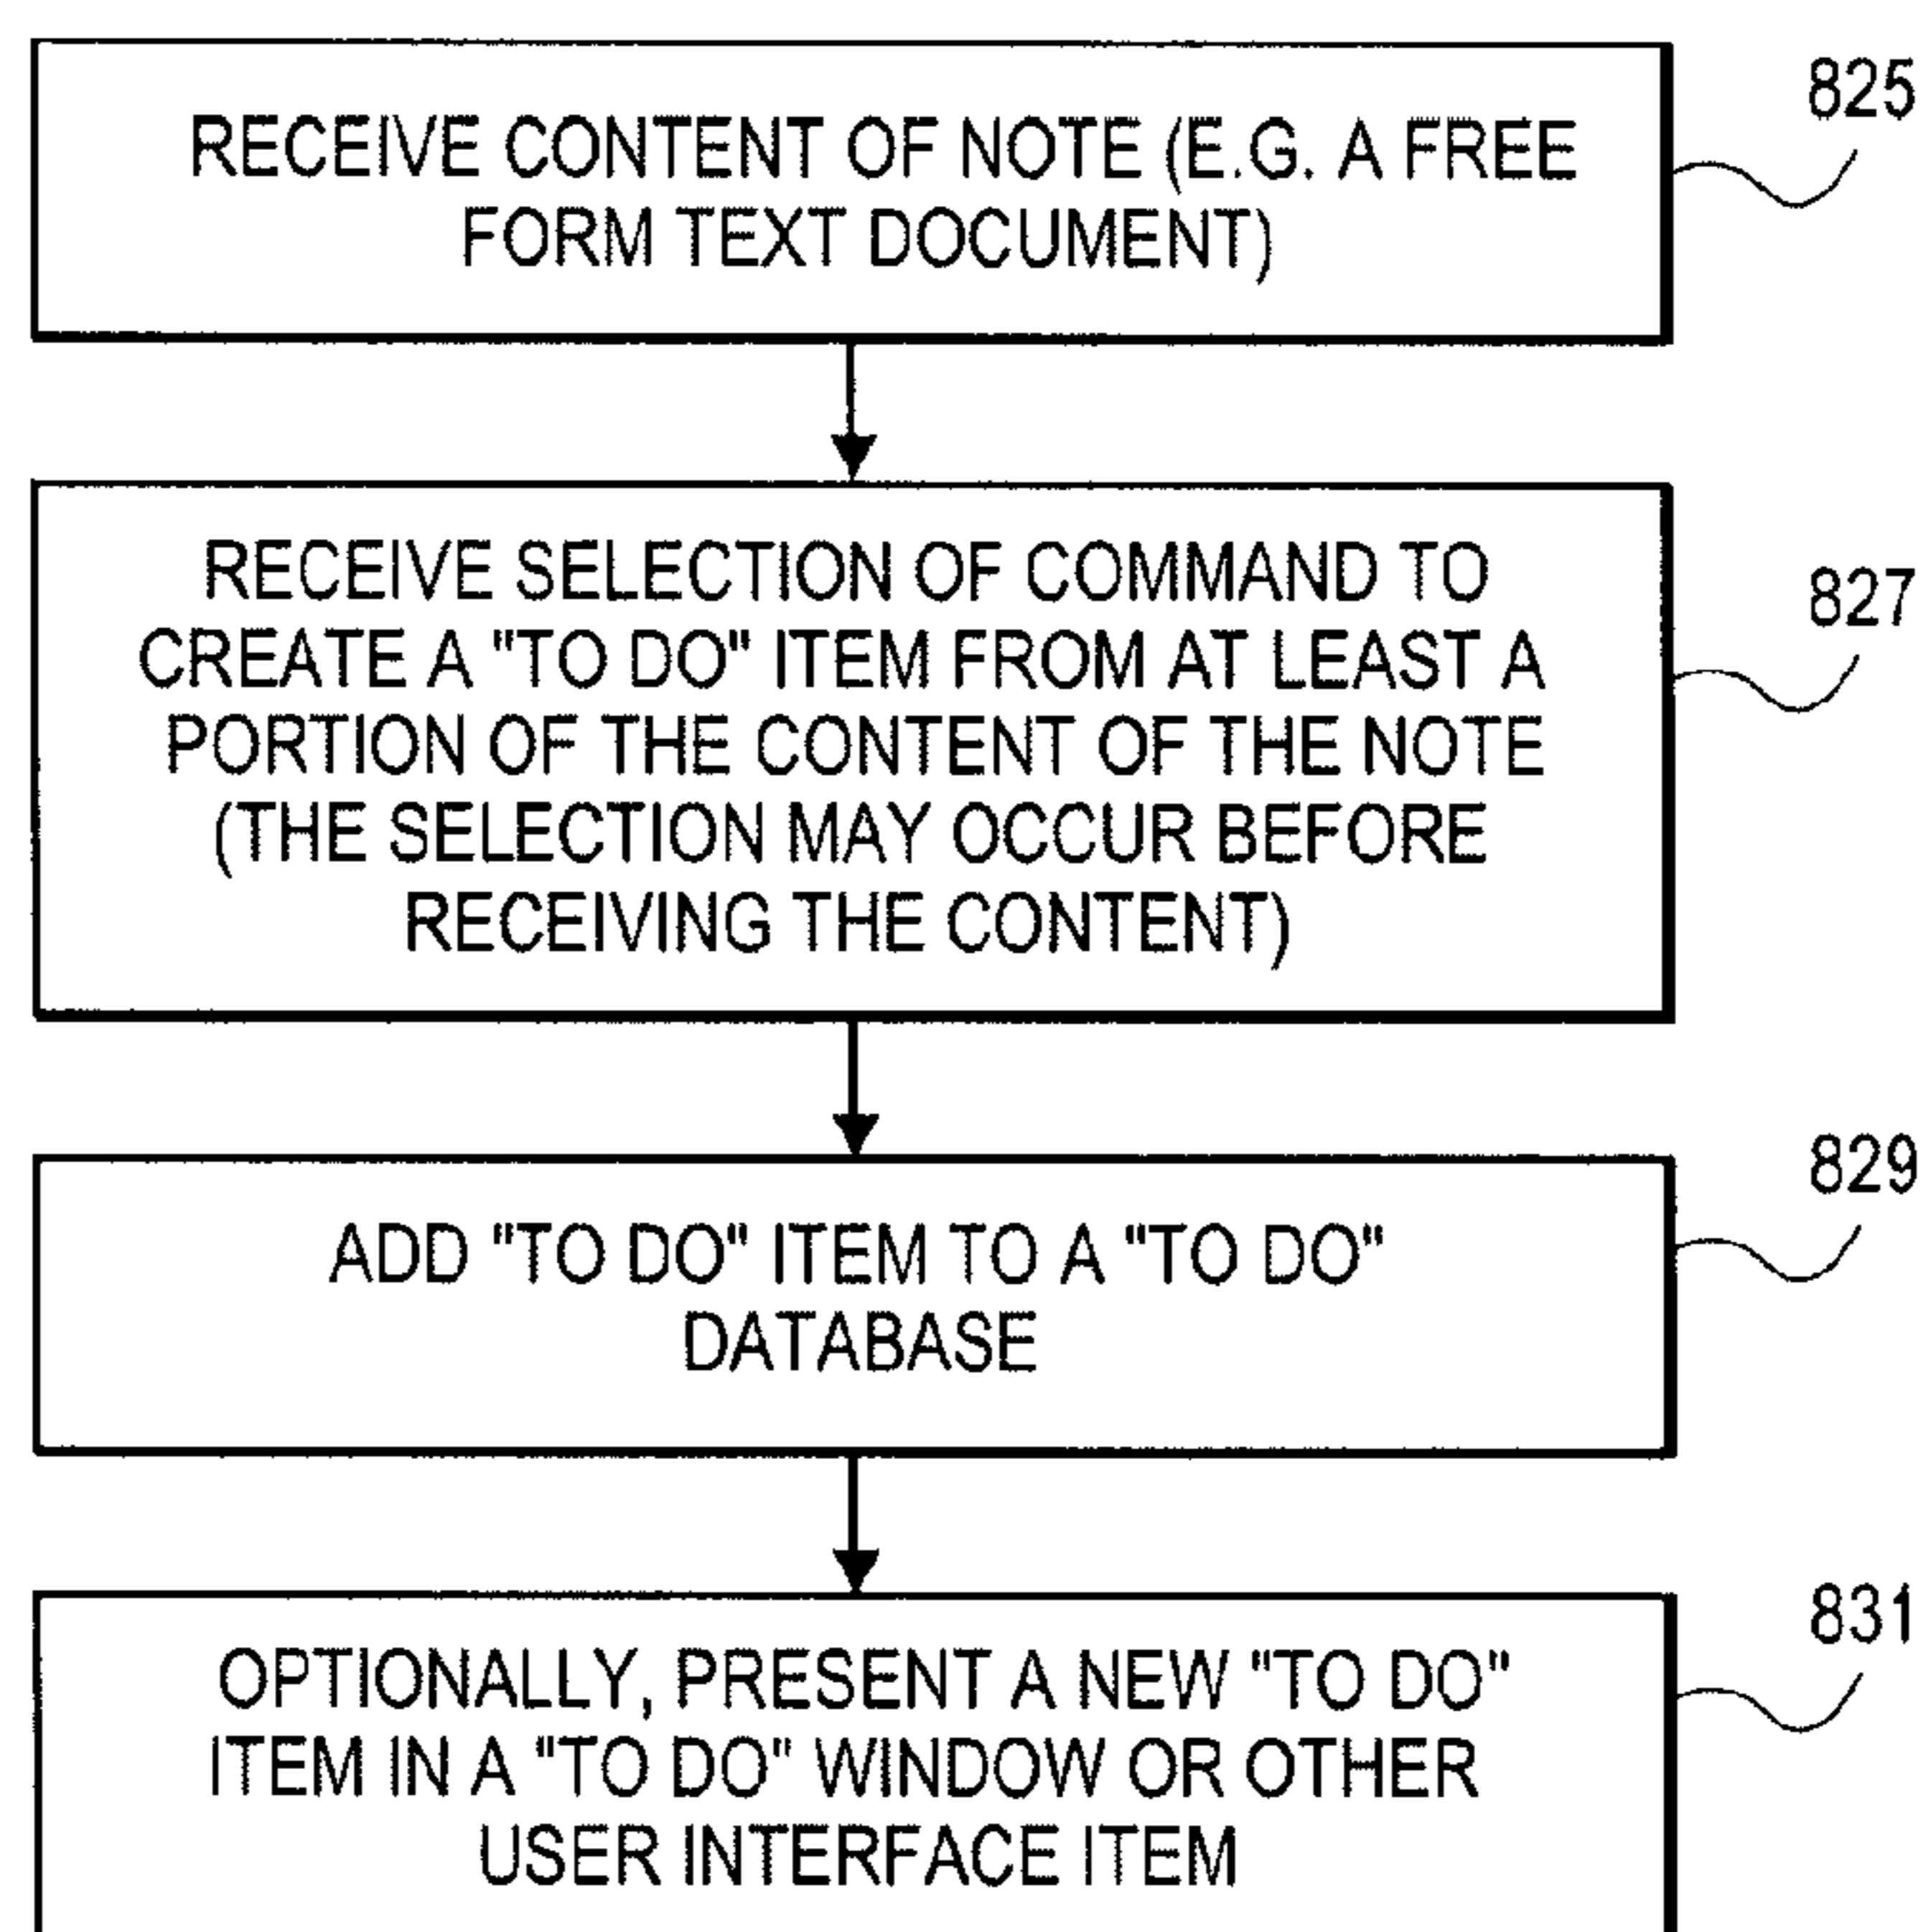 RECEIVE CONTENT OF NOTE (E.G. A FREE
FORM TEXT DOCUMENT)
825
RECEIVE SELECTION OF COMMAND TO
CREATE A "TO DO" ITEM FROM AT LEAST A
PORTION OF THE CONTENT OF THE NOTE
(THE SELECTION MAY OCCUR BEFORE
RECEIVING THE CONTENT)
827
ADD "TO DO" ITEM TO A "TO DO"
DATABASE
829
OPTIONALLY, PRESENT A NEW "TO DO"
ITEM IN A "TO DO" WINDOW OR OTHER
USER INTERFACE ITEM
831